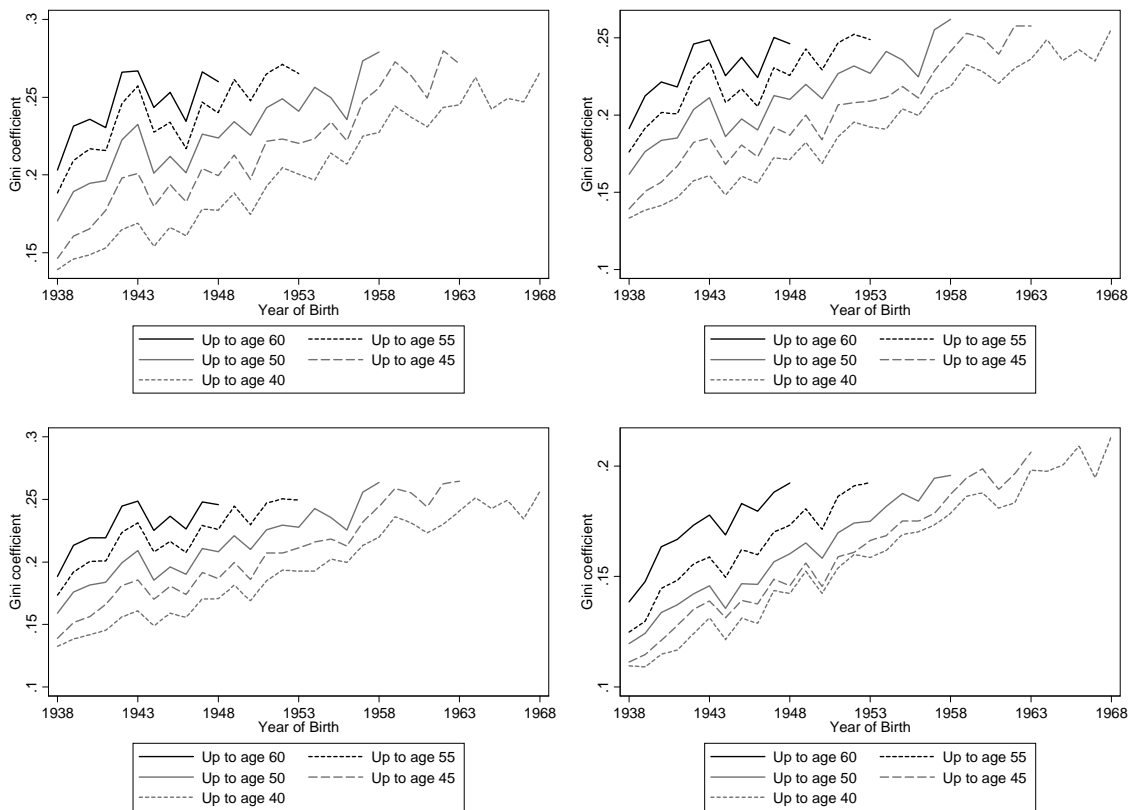 .3
.25
.2
.15
Gini coefficient
1938 1943 1948 1953 1958 1963 1968
Year of Birth
Up to age 60 Up to age 55
Up to age 50 Up to age 45
Up to age 40
.25
.2
.15
.1
Gini coefficient
1938 1943 1948 1953 1958 1963 1968
Year of Birth
Up to age 60 Up to age 55
Up to age 50 Up to age 45
Up to age 40
.3
.25
.2
.15
.1
Gini coefficient
1938 1943 1948 1953 1958 1963 1968
Year of Birth
Up to age 60 Up to age 55
Up to age 50 Up to age 45
Up to age 40
.2
.15
.1
Gini coefficient
1938 1943 1948 1953 1958 1963 1968
Year of Birth
Up to age 60 Up to age 55
Up to age 50 Up to age 45
Up to age 40